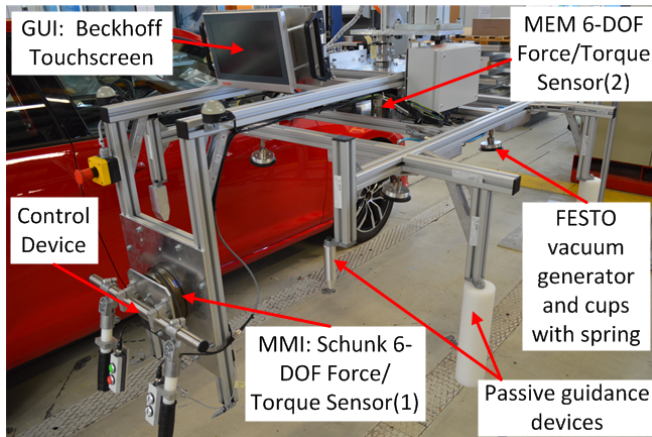 GUI: Beckhoff
Touchscreen
MEM 6-DOF
Force/Torque
Sensor(2)
Control
Device
FESTO
vacuum
generator
and cups
with spring
MMI: Schunk 6-
DOF Force/
Torque Sensor(1)
Passive guidance
devices